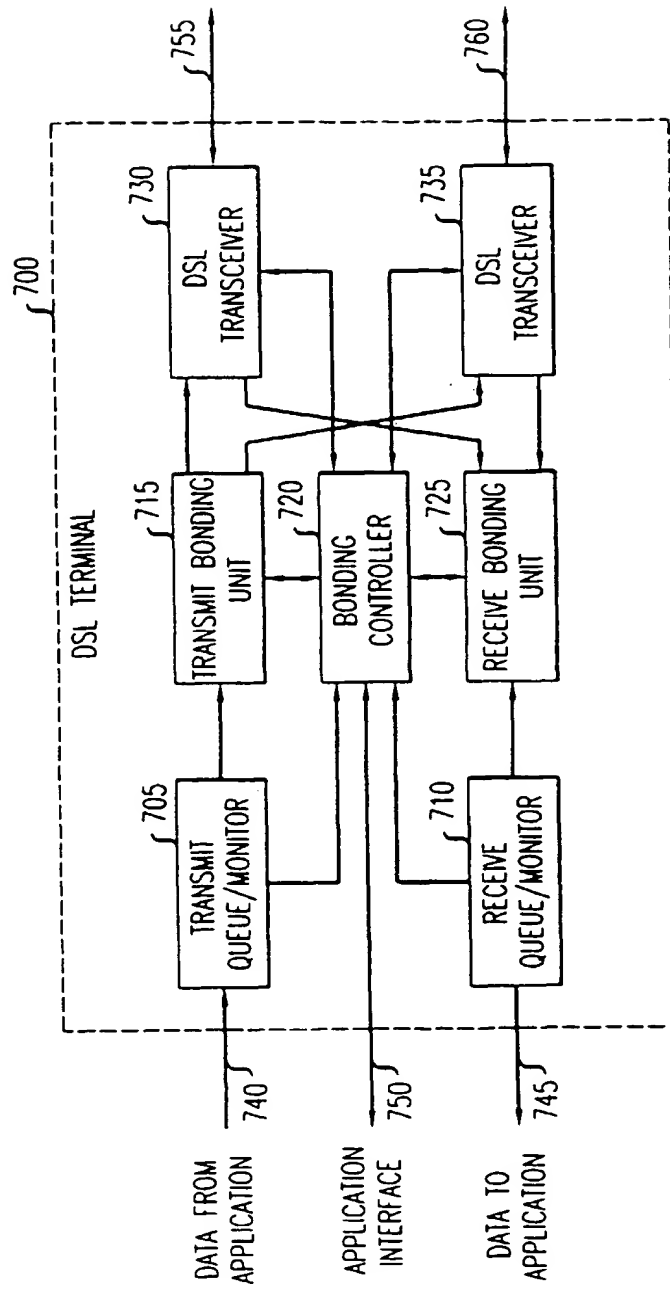 700
DSL TERMINAL
705
TRANSMIT
QUEUE/MONITOR
715
TRANSMIT BONDING
UNIT
730
DSL
TRANSCEIVER
755
740
DATA FROM
APPLICATION
720
BONDING
CONTROLLER
750
APPLICATION
INTERFACE
710
RECEIVE
QUEUE/MONITOR
725
RECEIVE BONDING
UNIT
735
DSL
TRANSCEIVER
760
745
DATA TO
APPLICATION